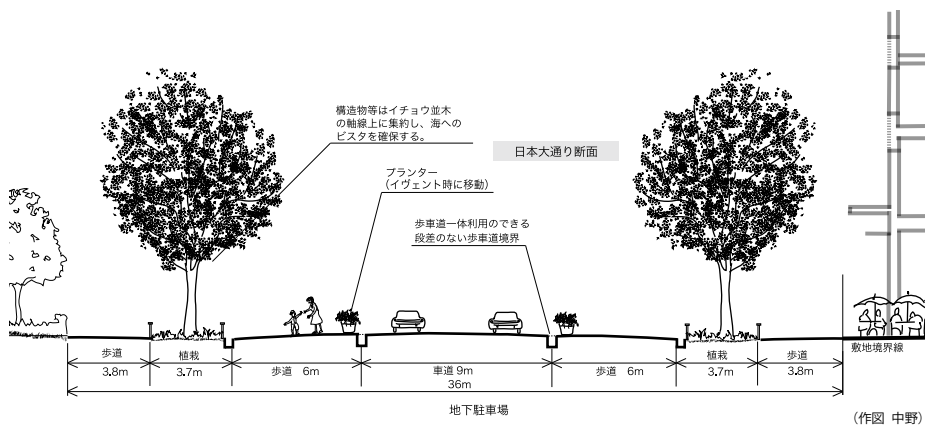 構造物等はイチョウ並木
の軸線上に集約し、海への
ビスタを確保する。
日本大通り断面
プランター
（イヴェント時に移動）
歩車道一体利用のできる
段差のない歩車道境界
敷地境界線
歩道 植栽 歩道 6m 車道 9m 歩道 6m 植栽 歩道
3.8m 3.7m 3.7m 3.8m
36m
地下駐車場
（作図 中野）